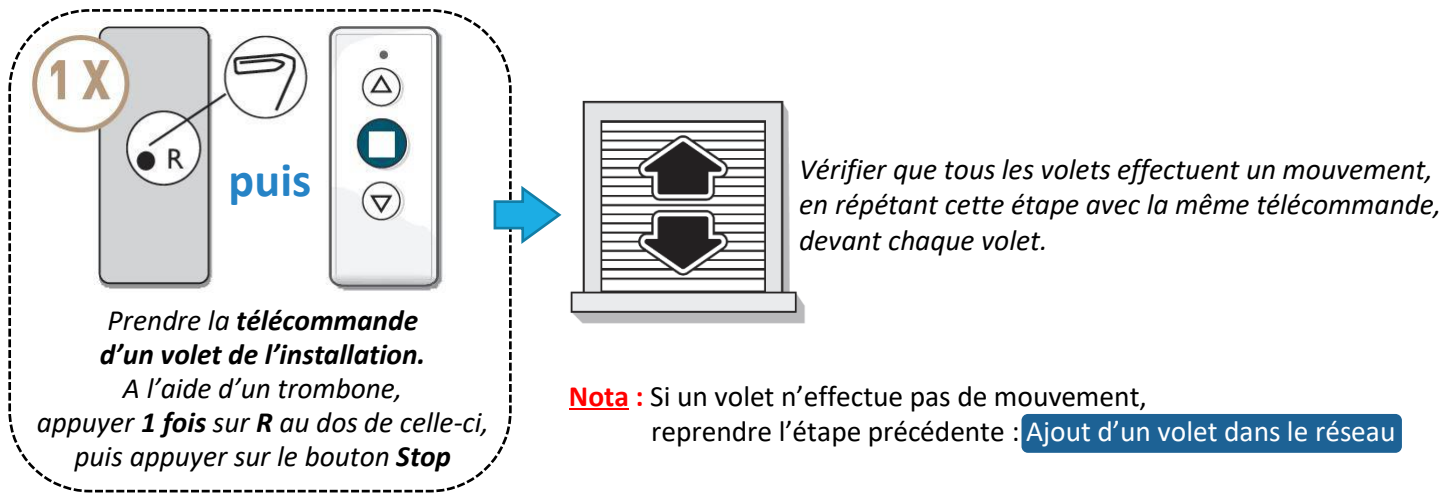 1 X
R
puis
Prendre la télécommande
d'un volet de l'installation.
A l'aide d'un trombone,
appuyer 1 fois sur R au dos de celle-ci,
puis appuyer sur le bouton Stop
Vérifier que tous les volets effectuent un mouvement,
en répétant cette étape avec la même télécommande,
devant chaque volet.
Nota : Si un volet n'effectue pas de mouvement,
reprendre l'étape précédente : Ajout d'un volet dans le réseau